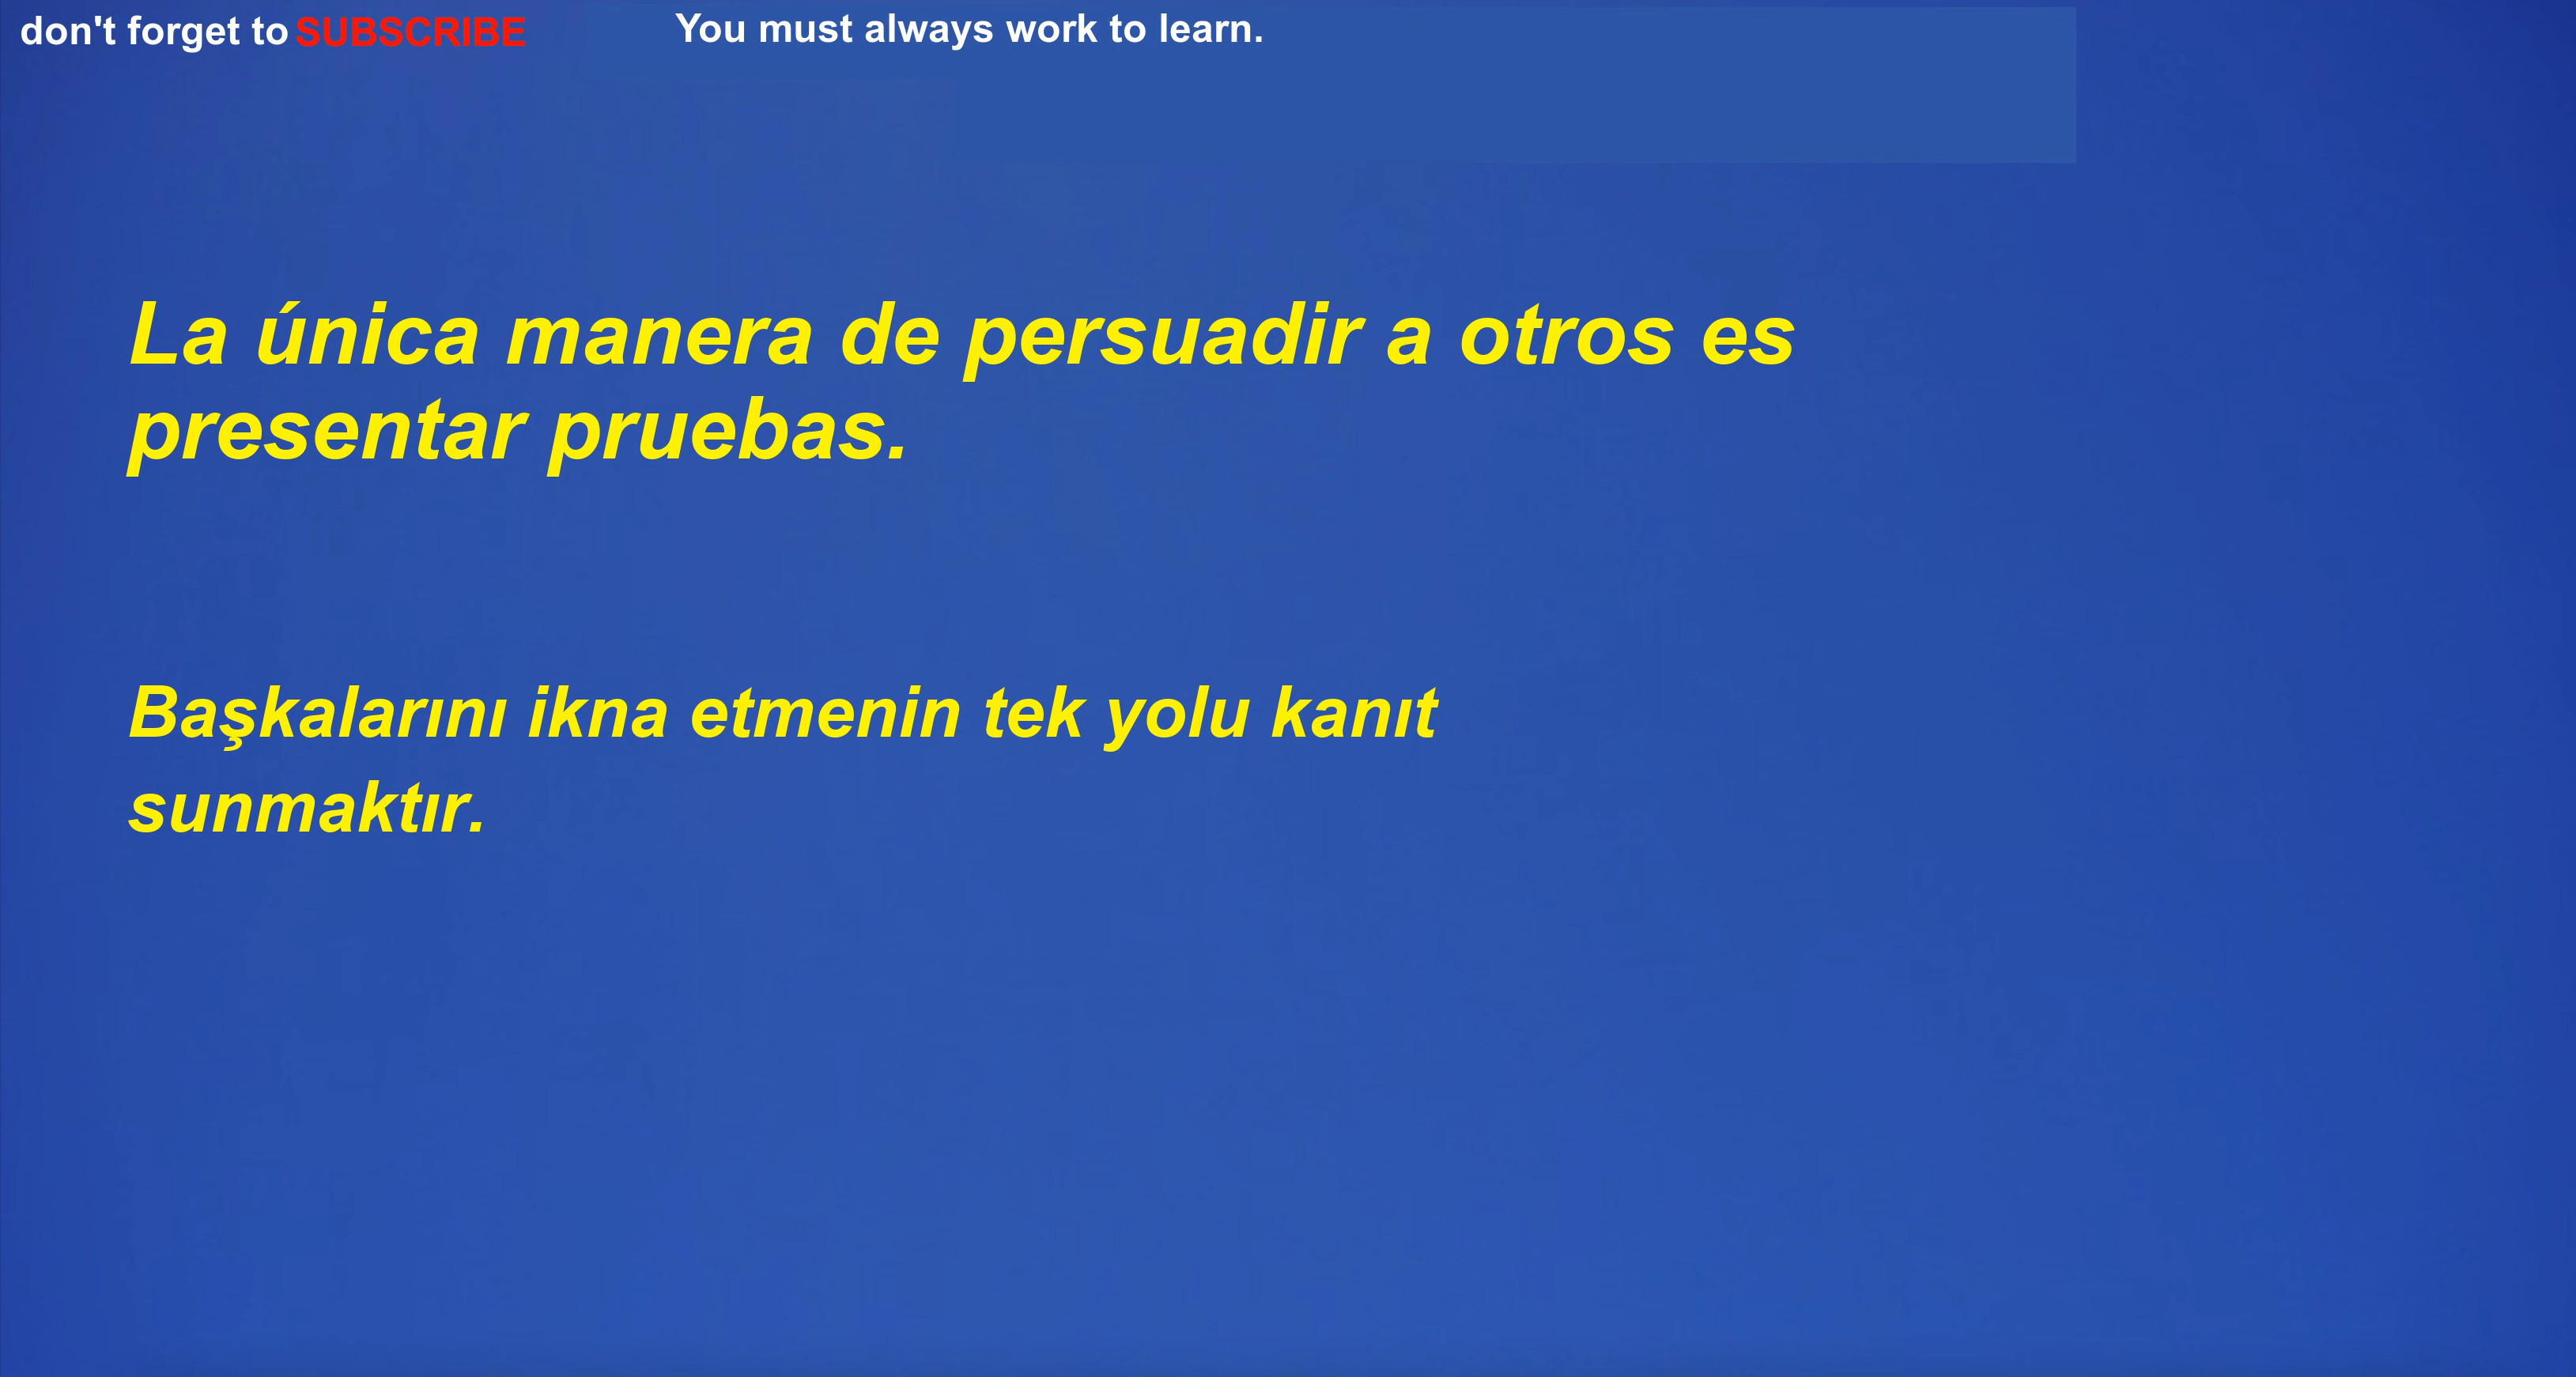 don't forget to SUBSCRIBE
You must always work to learn.
La única manera de persuadir a otros es
presentar pruebas.
Başkalarını ikna etmenin tek yolu kanıt
sunmaktır.